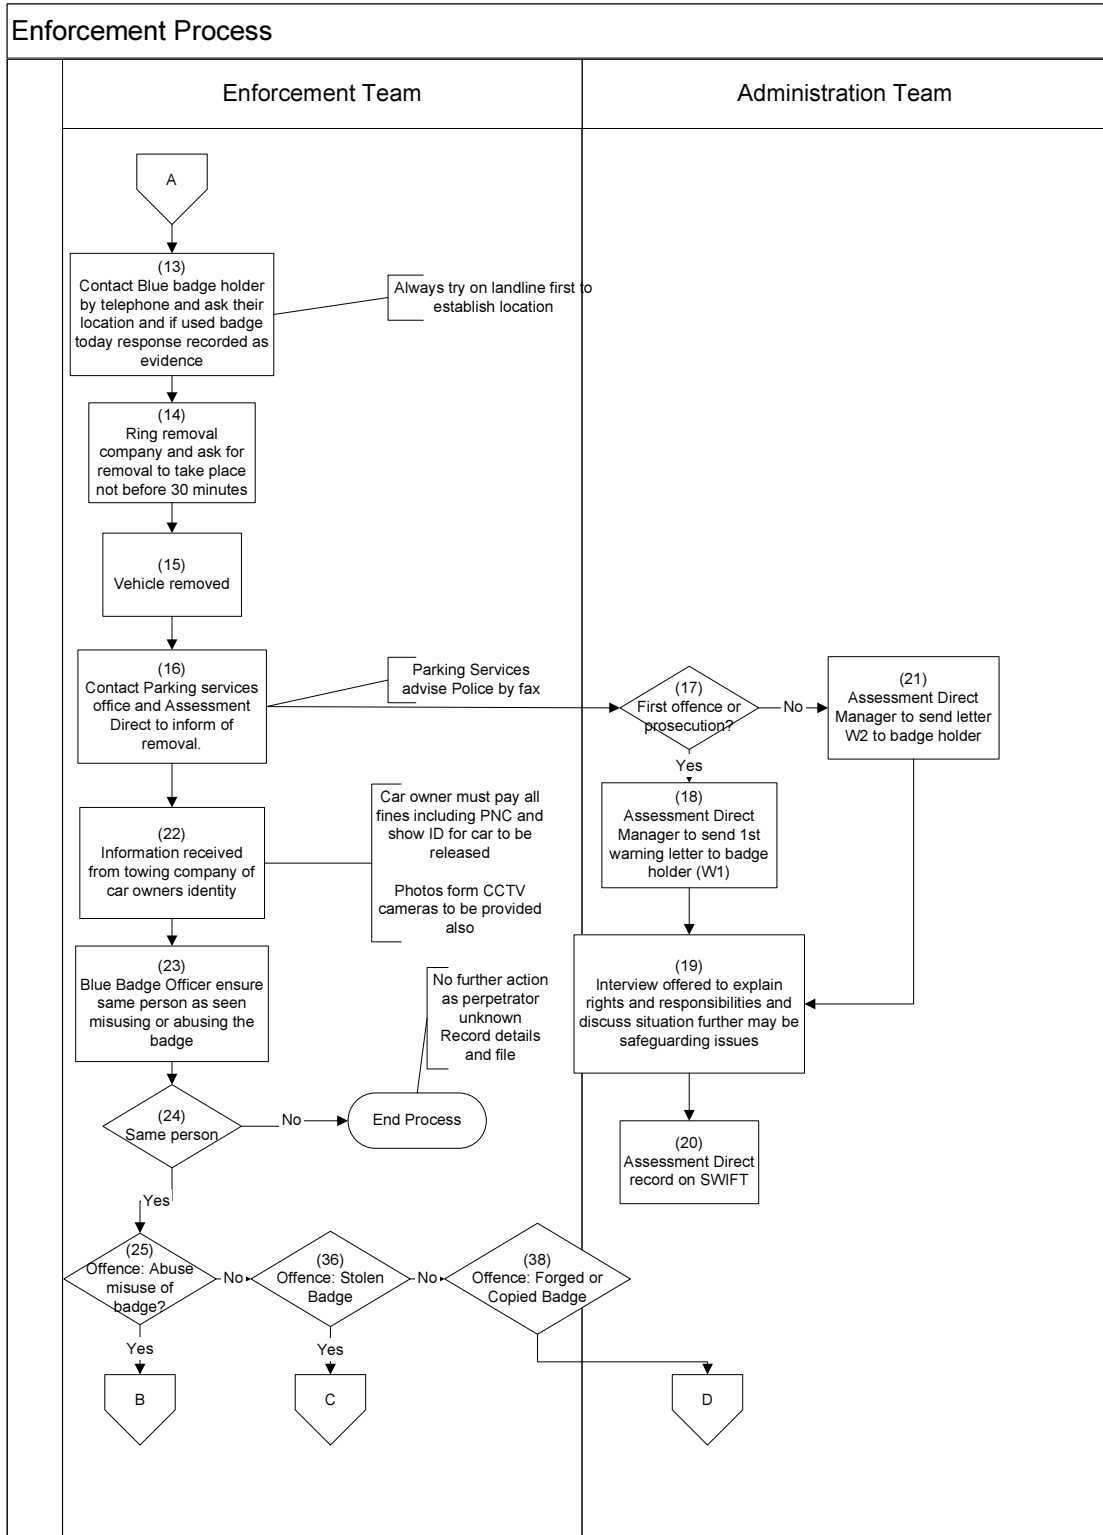 Enforcement Process
Enforcement Team
Administration Team
A
(13)
Contact Blue badge holder
by telephone and ask their
location and if used badge
today response recorded as
evidence
Always try on landline first to
establish location
(14)
Ring removal
company and ask for
removal to take place
not before 30 minutes
(15)
Vehicle removed
(16)
Contact Parking services
office and Assessment
Direct to inform of
removal.
Parking Services
advise Police by fax
(17)
First offence or
prosecution?
No
(21)
Assessment Direct
Manager to send letter
W2 to badge holder
Yes
(18)
Assessment Direct
Manager to send 1st
warning letter to badge
holder (W1)
(22)
Information received
from towing company of
car owners identity
Car owner must pay all
fines including PNC and
show ID for car to be
released
Photos form CCTV
cameras to be provided
also
(23)
Blue Badge Officer ensure
same person as seen
misusing or abusing the
badge
No further action
as perpetrator
unknown
Record details
and file
(19)
Interview offered to explain
rights and responsibilities and
discuss situation further may be
safeguarding issues
(24)
Same person
No
End Process
(20)
Assessment Direct
record on SWIFT
Yes
(25)
Offence: Abuse
misuse of
badge?
No
(36)
Offence: Stolen
Badge
No
(38)
Offence: Forged or
Copied Badge
Yes
Yes
B
C
D